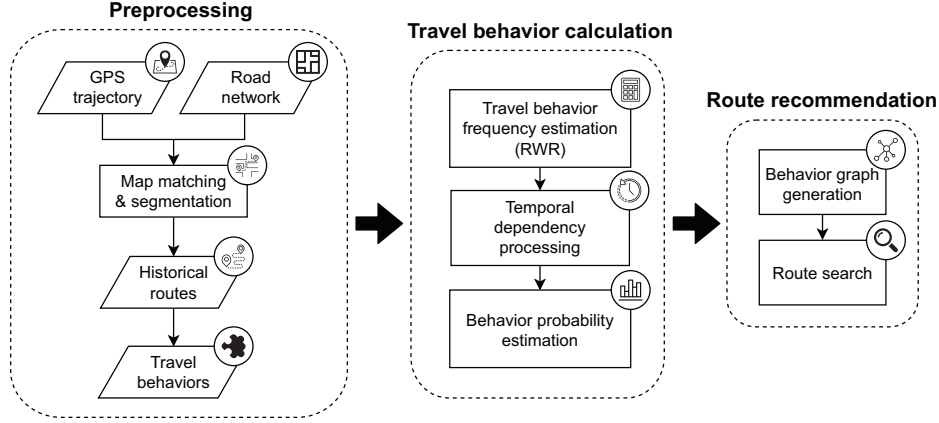 Preprocessing
GPS
trajectory
Road
network
Map matching
& segmentation
Historical
routes
Travel
behaviors
Travel behavior calculation
Travel behavior
frequency estimation
(RWR)
Temporal
dependency
processing
Behavior probability
estimation
Route recommendation
Behavior graph
generation
Route search